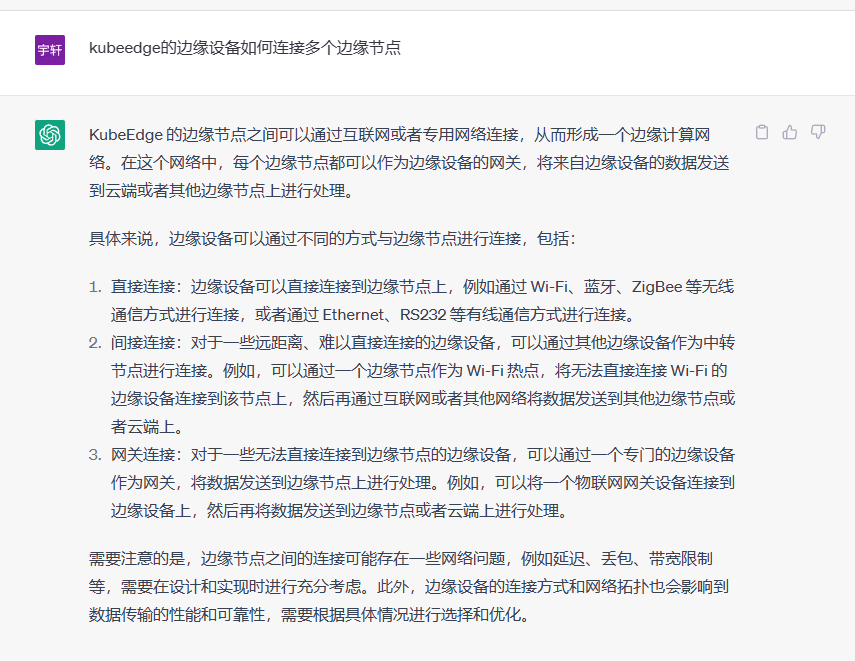 宇轩
kubeedge的边缘设备如何连接多个边缘节点
KubeEdge 的边缘节点之间可以通过互联网或者专用网络连接，从而形成一个边缘计算网
络。在这个网络中，每个边缘节点都可以作为边缘设备的网关，将来自边缘设备的数据发送
到云端或者其他边缘节点上进行处理。
具体来说，边缘设备可以通过不同的方式与边缘节点进行连接，包括：
1. 直接连接：边缘设备可以直接连接到边缘节点上，例如通过 Wi-Fi、蓝牙、ZigBee 等无线
通信方式进行连接，或者通过 Ethernet、RS232 等有线通信方式进行连接。
2. 间接连接：对于一些远距离、难以直接连接的边缘设备，可以通过其他边缘设备作为中转
节点进行连接。例如，可以通过一个边缘节点作为 Wi-Fi 热点，将无法直接连接 Wi-Fi 的
边缘设备连接到该节点上，然后再通过互联网或者其他网络将数据发送到其他边缘节点或
者云端上。
3. 网关连接：对于一些无法直接连接到边缘节点的边缘设备，可以通过一个专门的边缘设备
作为网关，将数据发送到边缘节点上进行处理。例如，可以将一个物联网网关设备连接到
边缘设备上，然后再将数据发送到边缘节点或者云端上进行处理。
需要注意的是，边缘节点之间的连接可能存在一些网络问题，例如延迟、丢包、带宽限制
等，需要在设计和实现时进行充分考虑。此外，边缘设备的连接方式和网络拓扑也会影响到
数据传输的性能和可靠性，需要根据具体情况进行选择和优化。